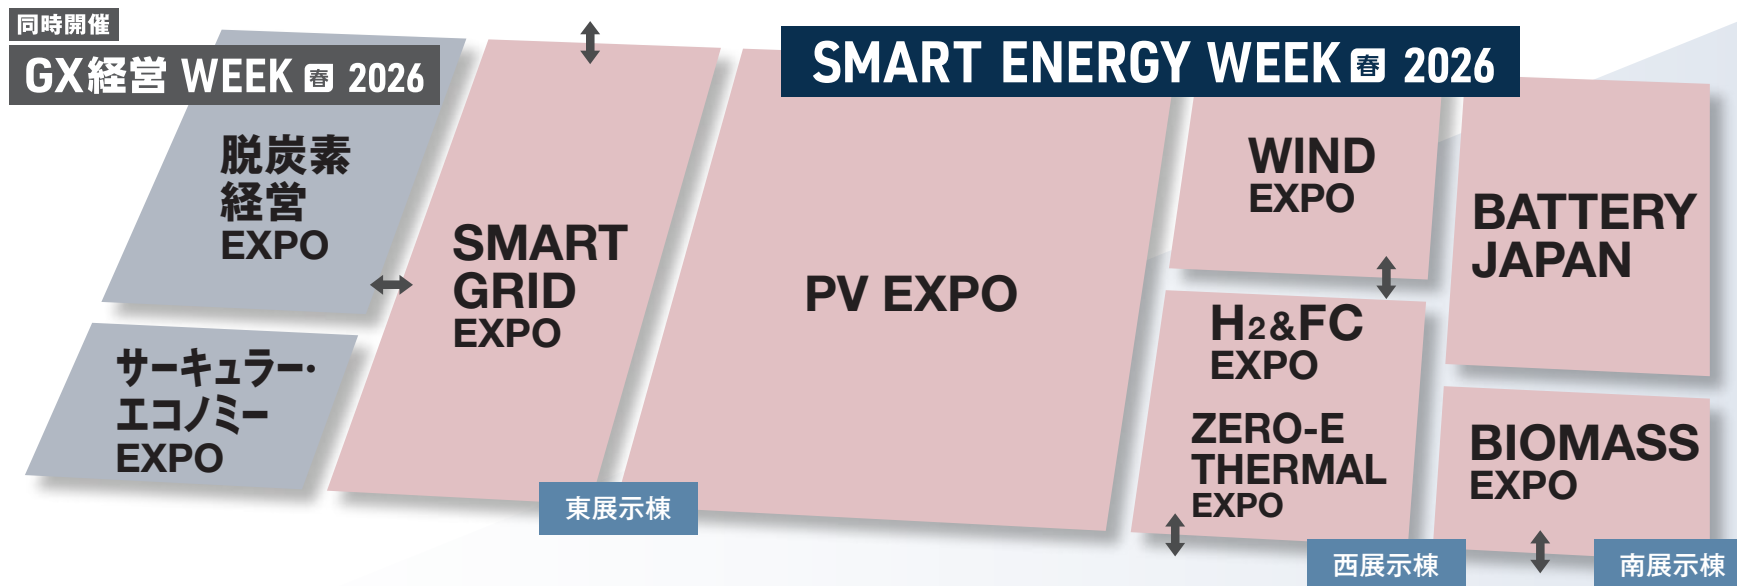 同時開催
GX経営 WEEK 春 2026
SMART ENERGY WEEK 春 2026
脱炭素
経営
EXPO
サーキュラー・
エコノミー
EXPO
SMART
GRID
EXPO
PV EXPO
WIND
EXPO
H2&FC
EXPO
ZERO-E
THERMAL
EXPO
BATTERY
JAPAN
BIOMASS
EXPO
東展示棟
西展示棟
南展示棟